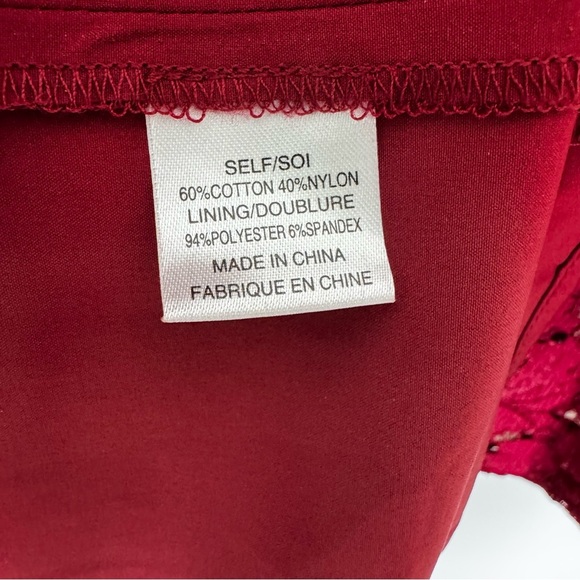 SELF/SOI
60%COTTON 40%NYLON
LINING/DOUBLURE
94%POLYESTER 6%SPANDEX
MADE IN CHINA
FABRIQUE EN CHINE